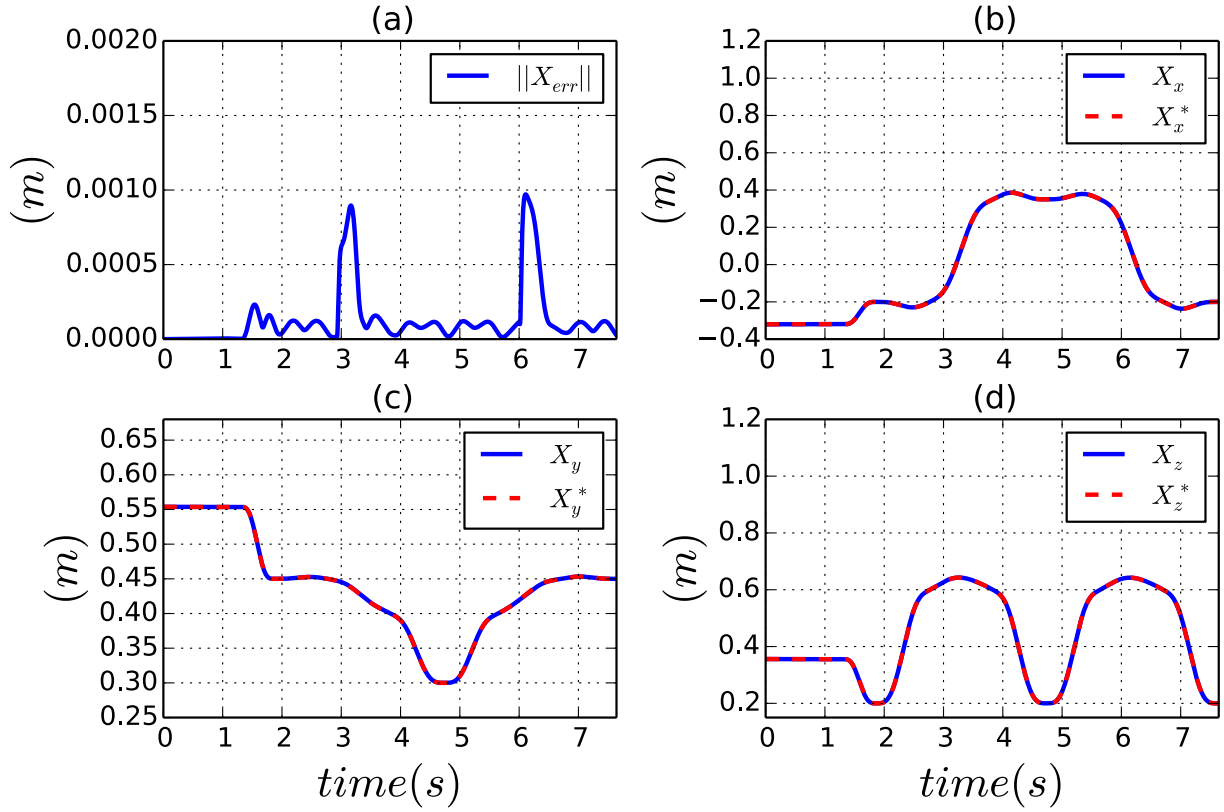 (a)
0.0020
0.0015
0.0010
0.0005
0.0000
(m)
||X_err||
0 1 2 3 4 5 6 7
(b)
1.2
1.0
0.8
0.6
0.4
0.2
0.0
−0.2
−0.4
(m)
X_x
X_x^*
0 1 2 3 4 5 6 7
(c)
0.65
0.60
0.55
0.50
0.45
0.40
0.35
0.30
0.25
(m)
X_y
X_y^*
0 1 2 3 4 5 6 7
time(s)
(d)
1.2
1.0
0.8
0.6
0.4
0.2
(m)
X_z
X_z^*
0 1 2 3 4 5 6 7
time(s)